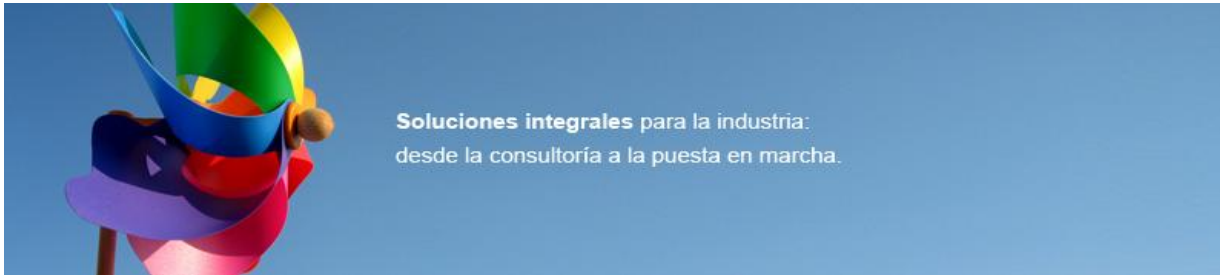 Soluciones integrales para la industria:
desde la consultoría a la puesta en marcha.